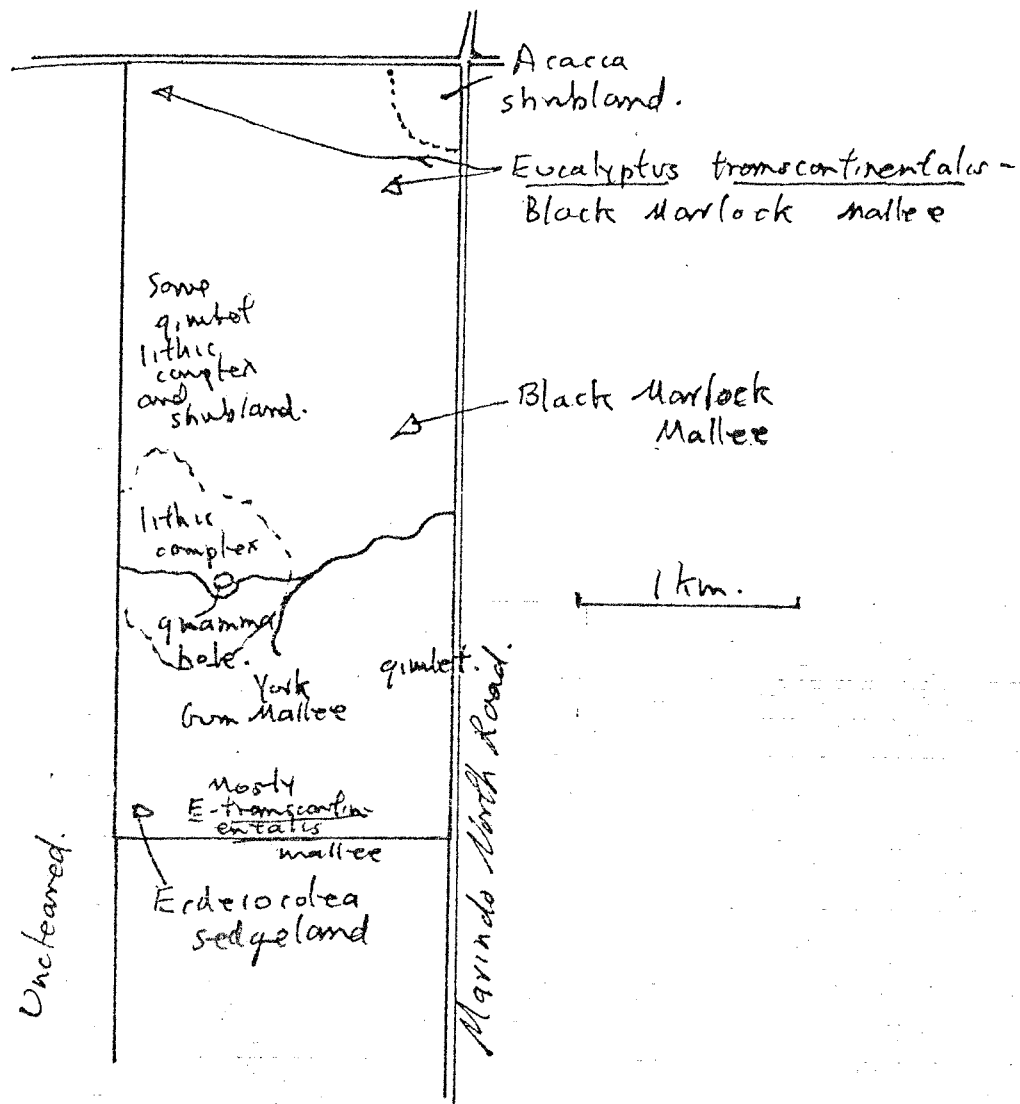 Acacca
shrubland.
Eucalyptus transcontinentalis -
Black Marlock Mallee
Some
gimlet
lithic
complex
and
shrubland.
Black Marlock
Mallee
lithic
complex
1 km.
gnamma
hole.
gimlet.
York
Gum Mallee
Marindo North Road.
Mostly
E. transcontin-
entalis
mallee
Ecdeiocolea
sedgeland
Uncleared.